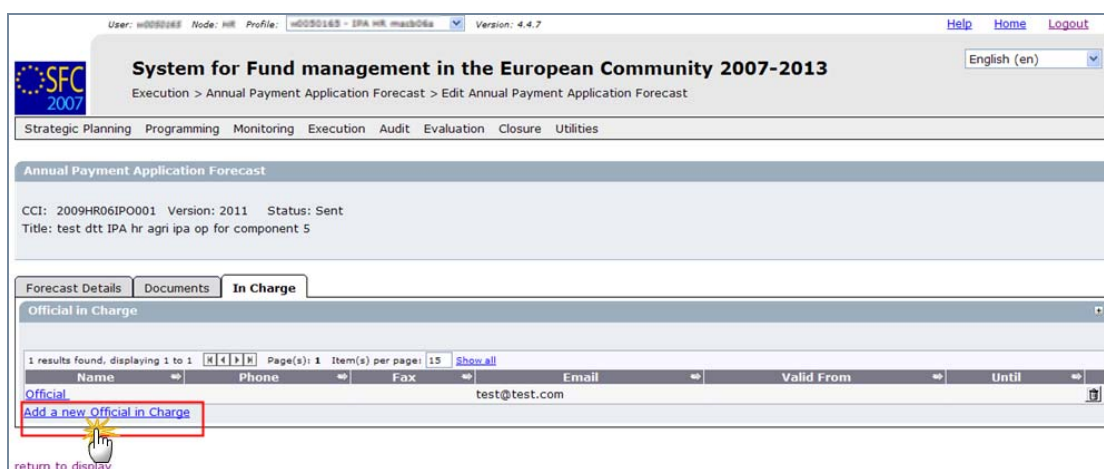 User: Node: HR Profile: Version: 4.4.7 Help Home Logout
SFC 2007
System for Fund management in the European Community 2007-2013
English (en)
Execution > Annual Payment Application Forecast > Edit Annual Payment Application Forecast
Strategic Planning Programming Monitoring Execution Audit Evaluation Closure Utilities
Annual Payment Application Forecast
CCI: 2009HR06IPO001 Version: 2011 Status: Sent
Title: test dtt IPA hr agri ipa op for component 5
Forecast Details Documents In Charge
Official in Charge
1 results found, displaying 1 to 1 Page(s): 1 Item(s) per page: 15 Show all
Name Phone Fax Email Valid From Until
Official test@test.com
Add a new Official in Charge
return to display